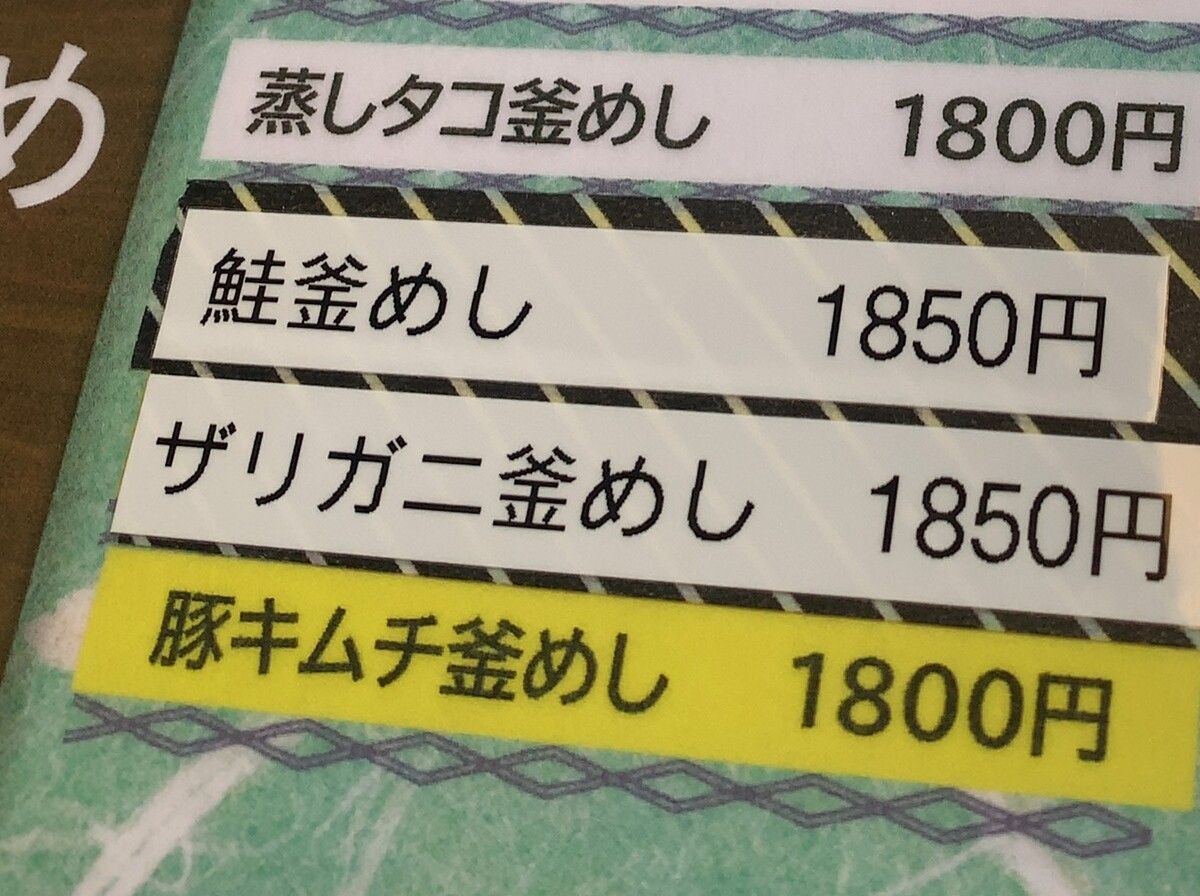 め
蒸しタコ釜めし 1800円
鮭釜めし 1850円
ザリガニ釜めし 1850円
豚キムチ釜めし 1800円